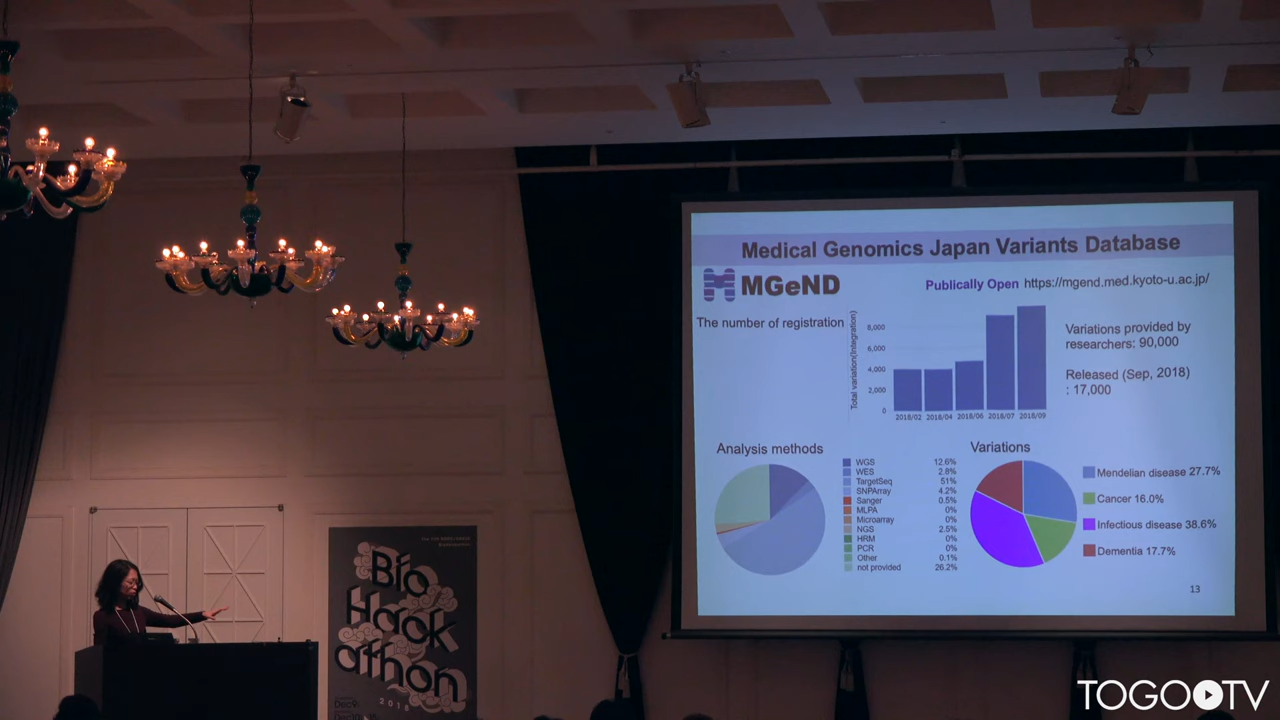 Medical Genomics Japan Variants Database
MGeND
Publically Open https://mgend.med.kyoto-u.ac.jp/
The number of registration
Total variation(Integration)
8,000
6,000
4,000
2,000
0
2018/02 2018/04 2018/06 2018/07 2018/09
Variations provided by
researchers: 90,000
Released (Sep, 2018)
: 17,000
Analysis methods
WGS 12.6%
WES 2.8%
TargetSeq 51%
SNPArray 4.2%
Sanger 0.5%
MLPA 0%
Microarray 0%
NGS 2.5%
HRM 0%
PCR 0%
Other 0.1%
not provided 26.2%
Variations
Mendelian disease 27.7%
Cancer 16.0%
Infectious disease 38.6%
Dementia 17.7%
13
Bio
Hack
athon
2018
TOGOTV